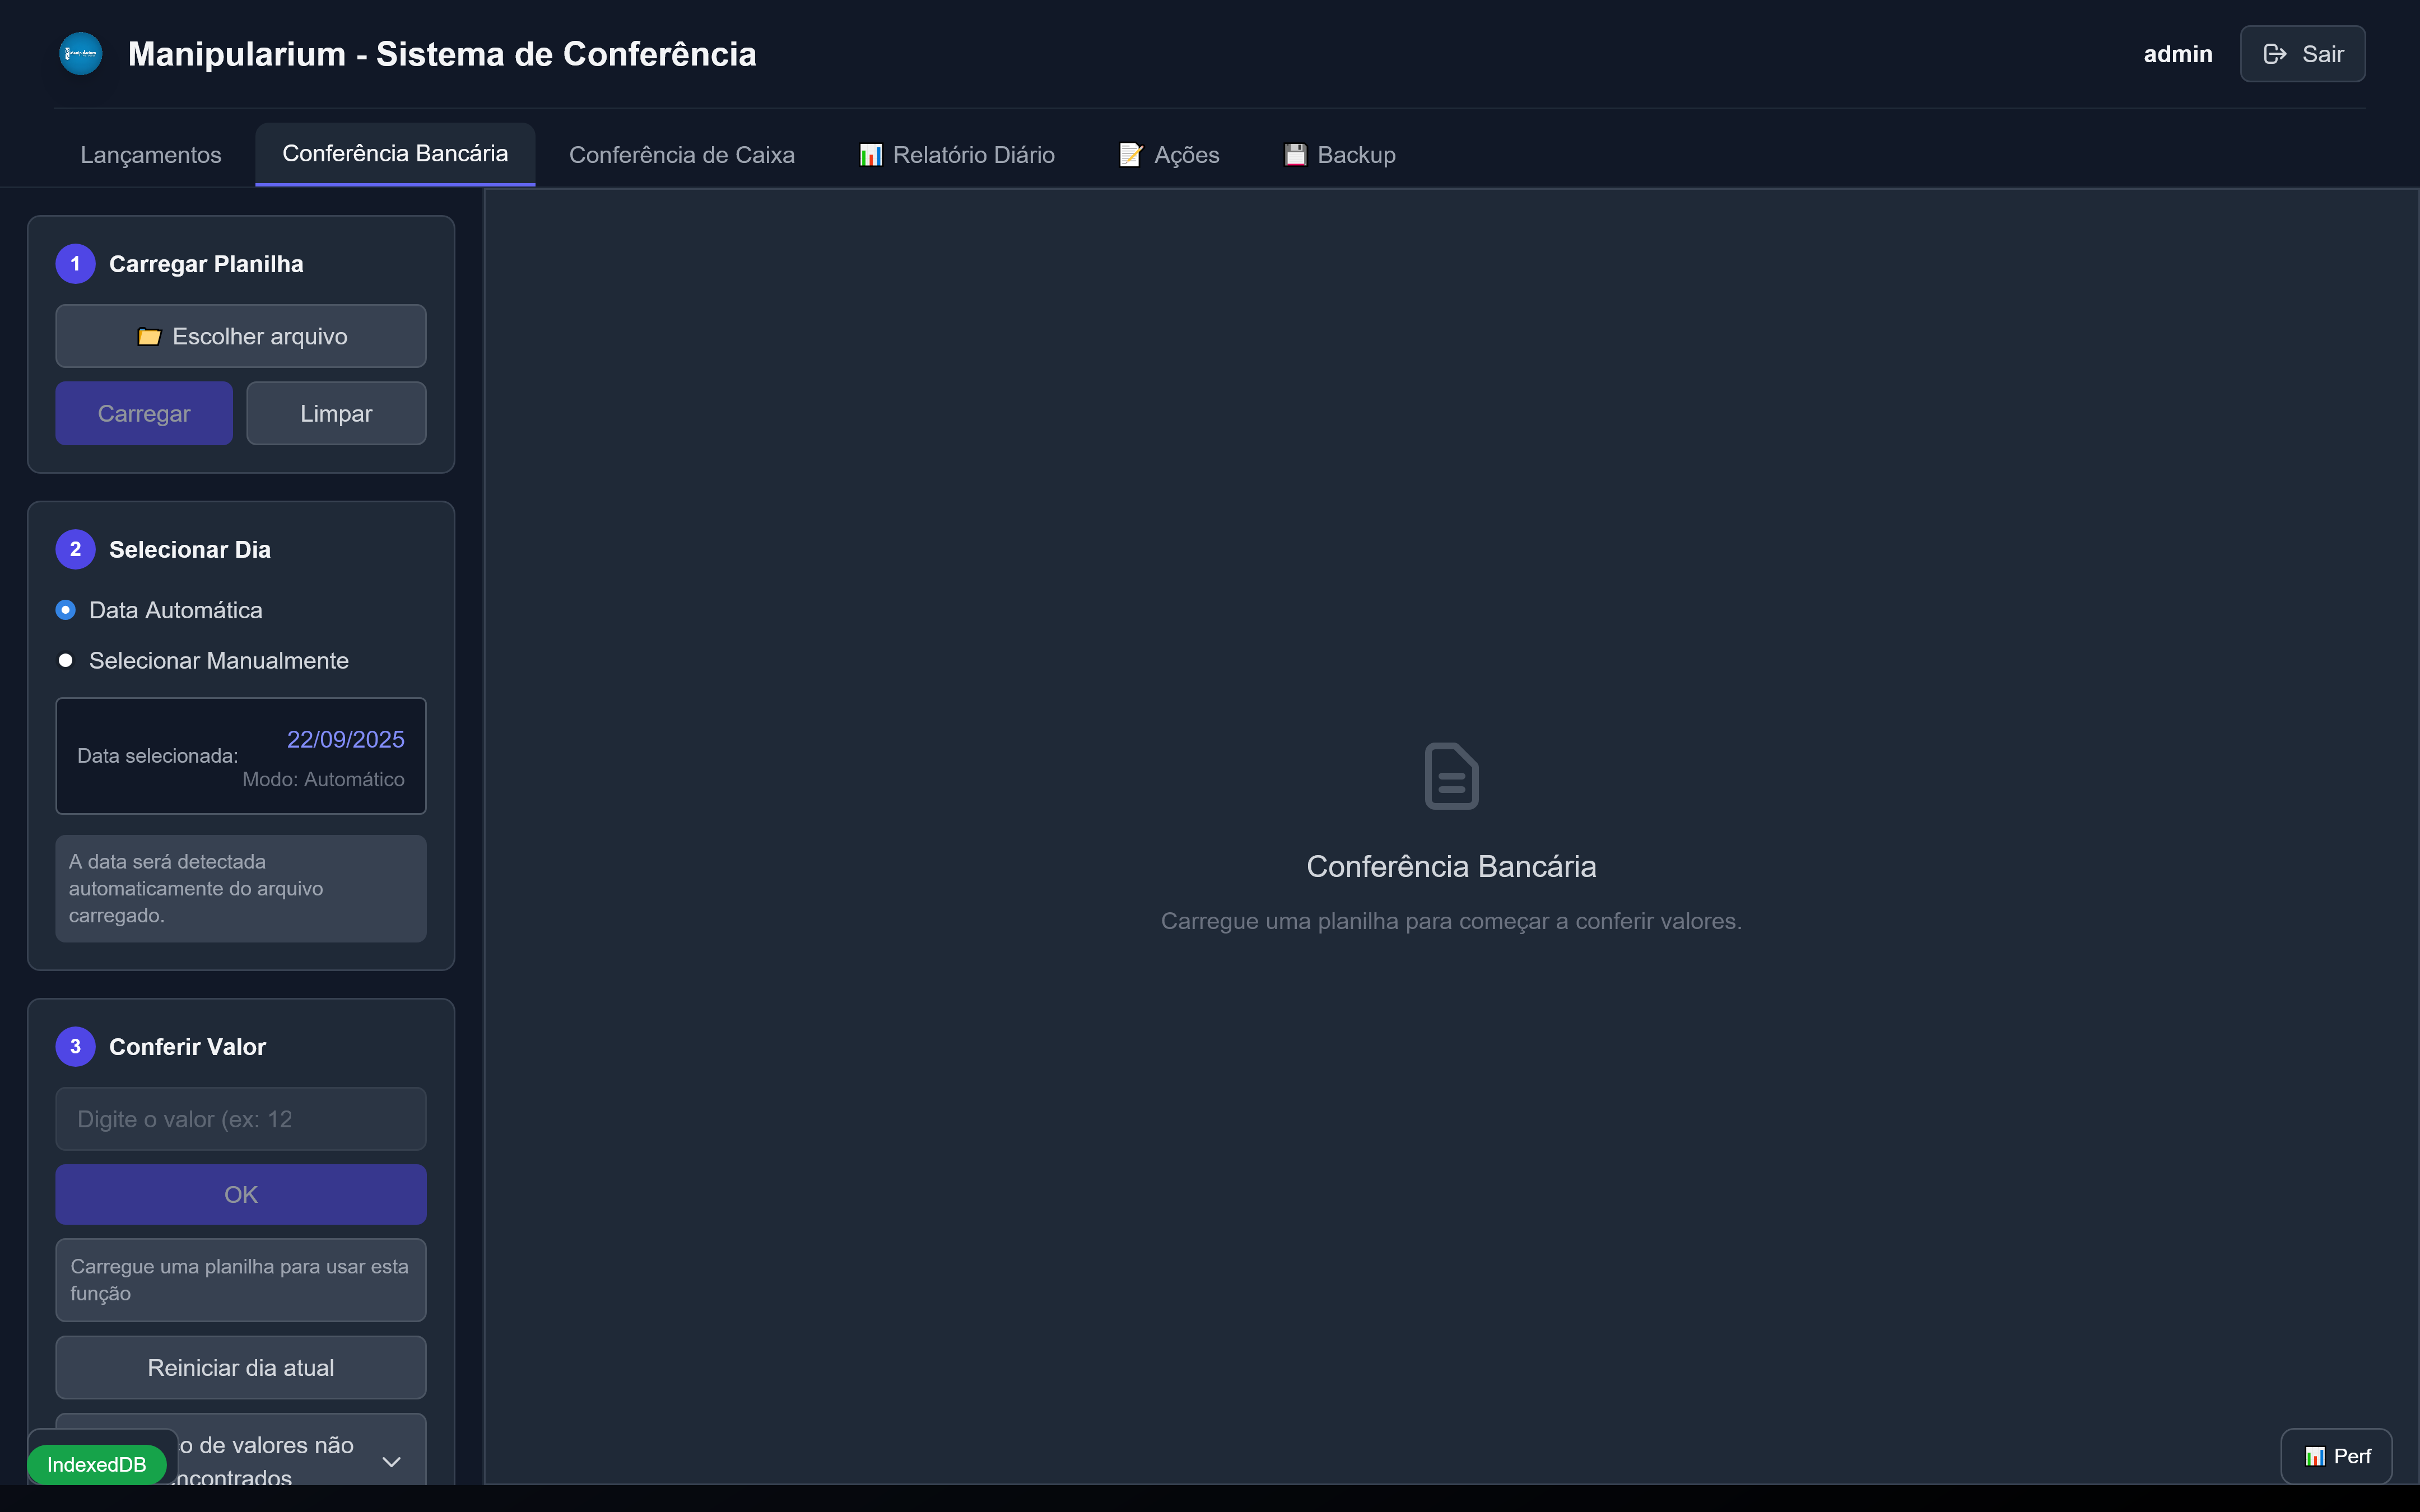 Manipularium - Sistema de Conferência
admin
Sair
Lançamentos
Conferência Bancária
Conferência de Caixa
Relatório Diário
Ações
Backup
1 Carregar Planilha
Escolher arquivo
Carregar
Limpar
2 Selecionar Dia
Data Automática
Selecionar Manualmente
Data selecionada:
22/09/2025
Modo: Automático
A data será detectada
automaticamente do arquivo
carregado.
3 Conferir Valor
Digite o valor (ex: 12
OK
Carregue uma planilha para usar esta
função
Reiniciar dia atual
o de valores não
ncontrados
IndexedDB
Conferência Bancária
Carregue uma planilha para começar a conferir valores.
Perf